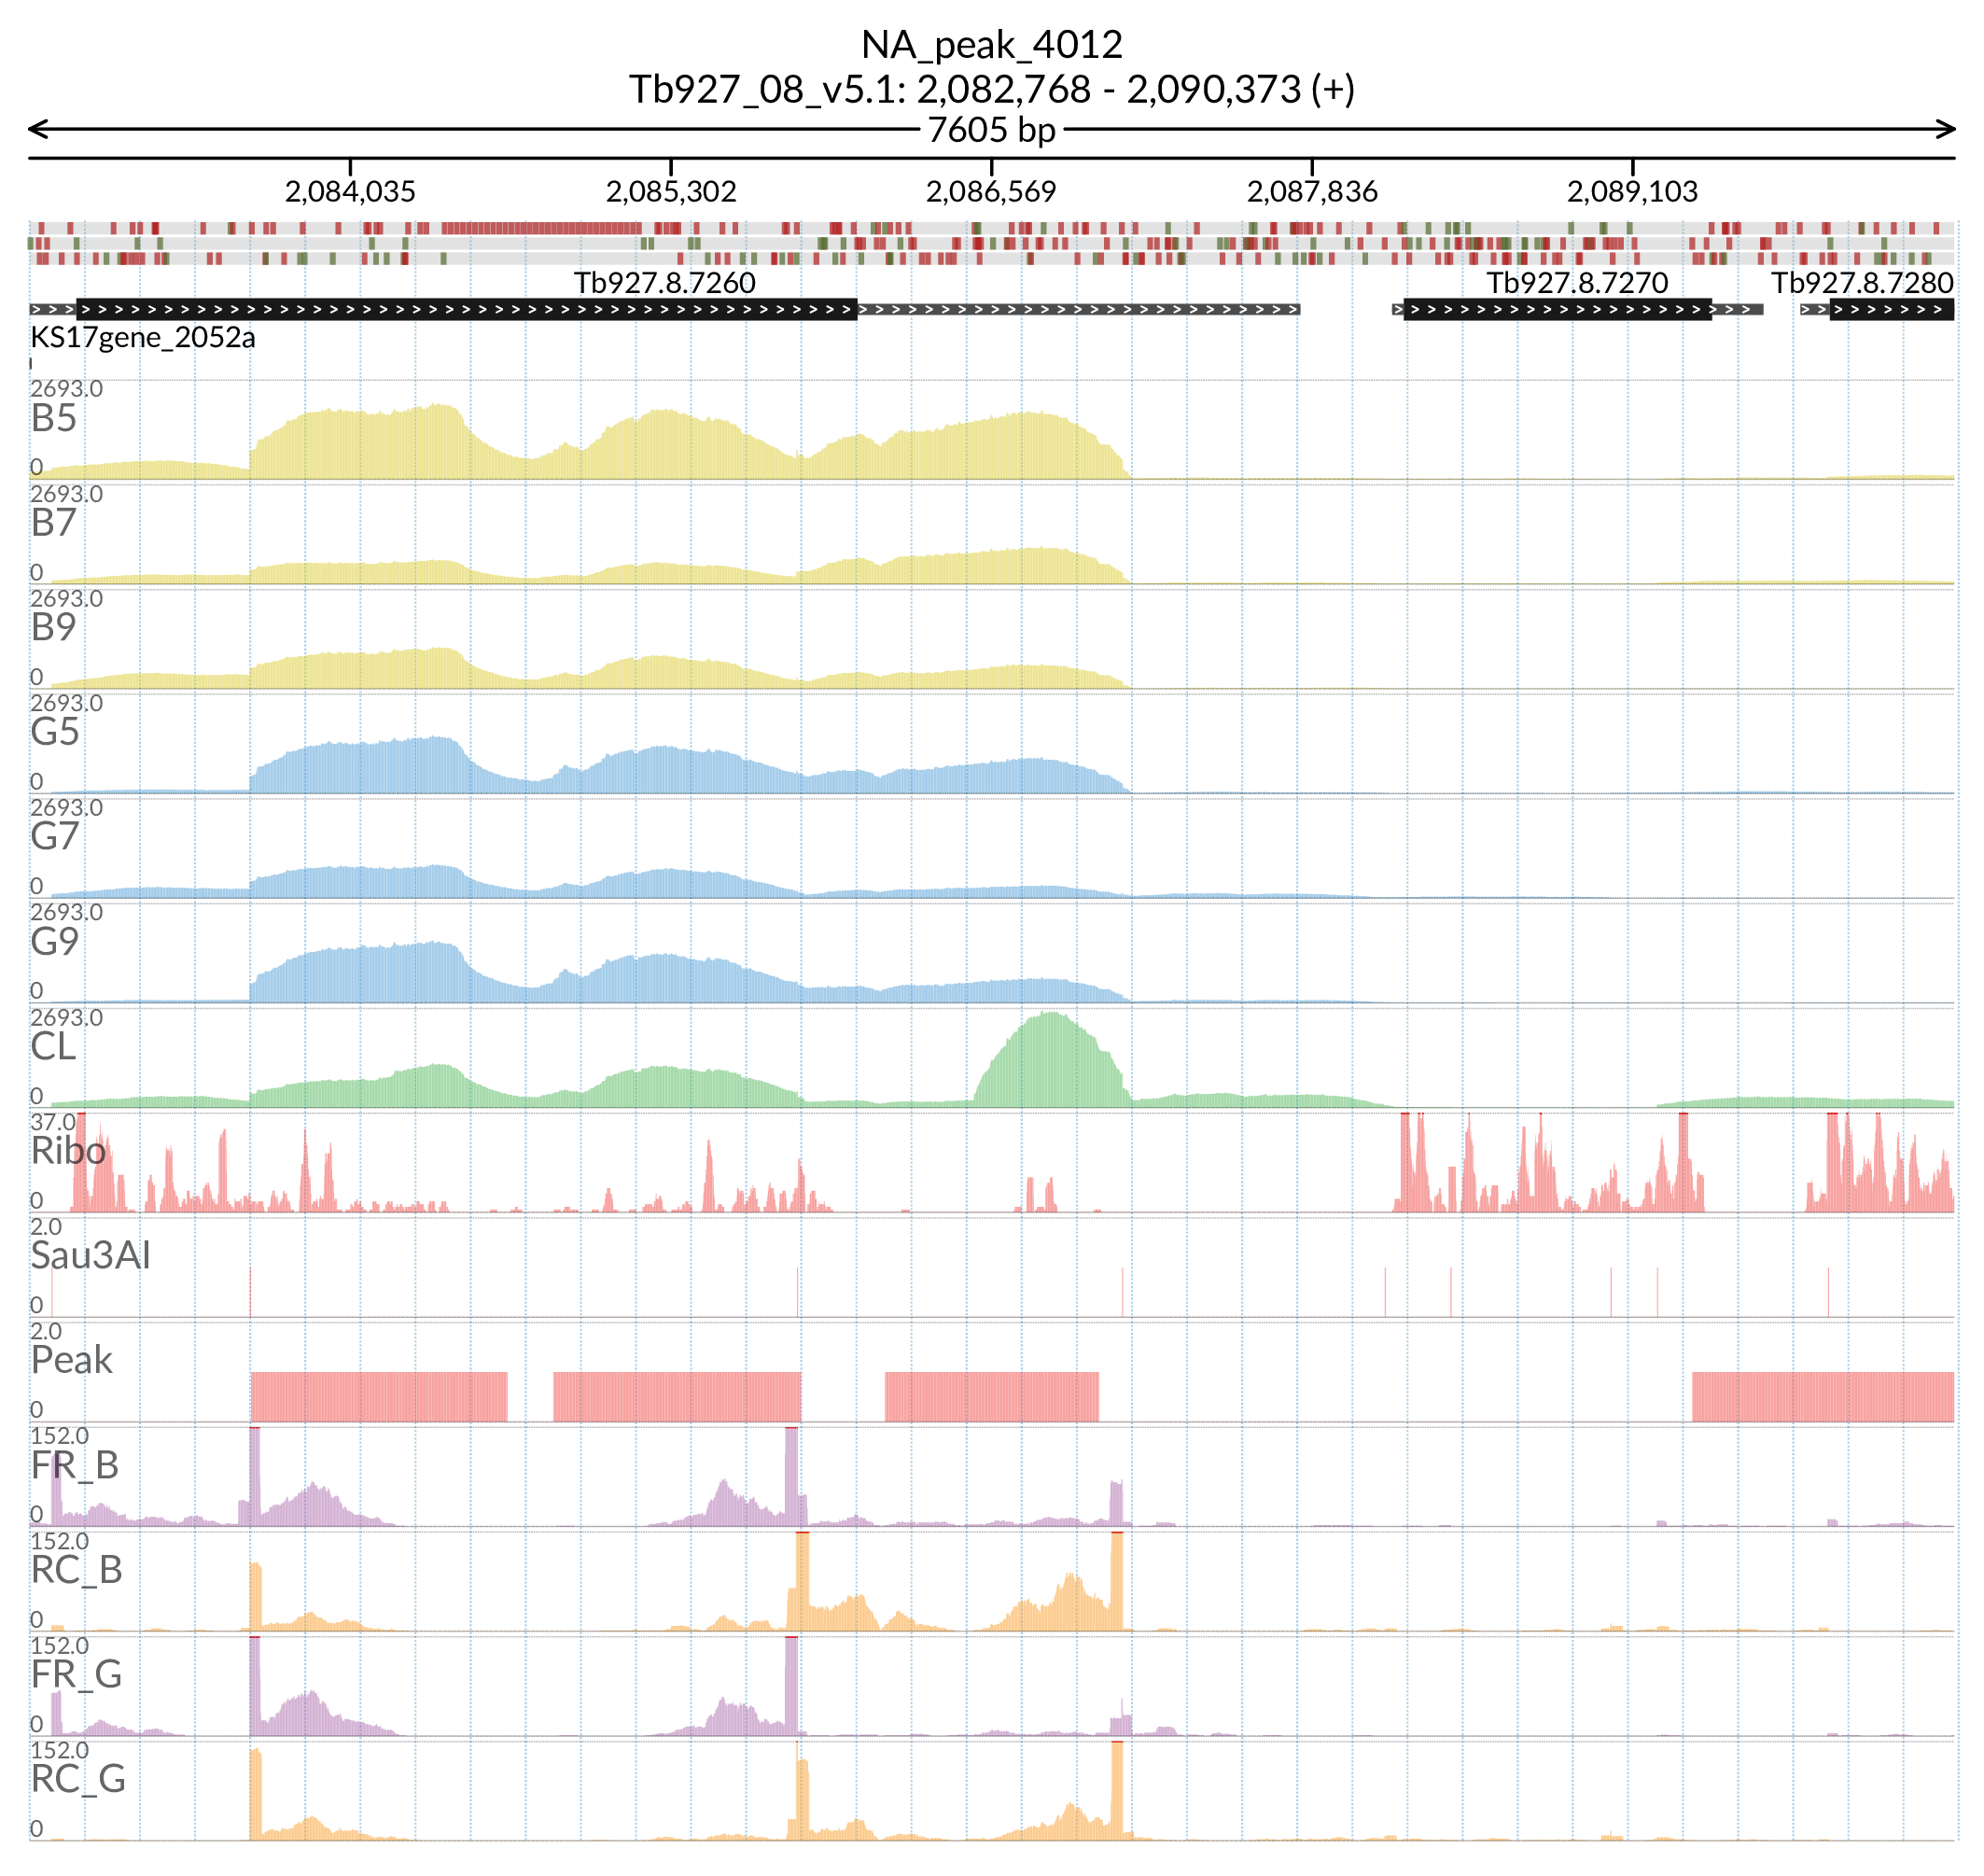 NA_peak_4012
Tb927_08_v5.1: 2,082,768 - 2,090,373 (+)
7605 bp
2,084,035 2,085,302 2,086,569 2,087,836 2,089,103
Tb927.8.7260 Tb927.8.7270 Tb927.8.7280
KS17gene_2052a
2693.0
B5
0
2693.0
B7
0
2693.0
B9
0
2693.0
G5
0
2693.0
G7
0
2693.0
G9
0
2693.0
CL
0
37.0
Ribo
0
2.0
Sau3AI
0
2.0
Peak
0
152.0
FR_B
0
152.0
RC_B
0
152.0
FR_G
0
152.0
RC_G
0